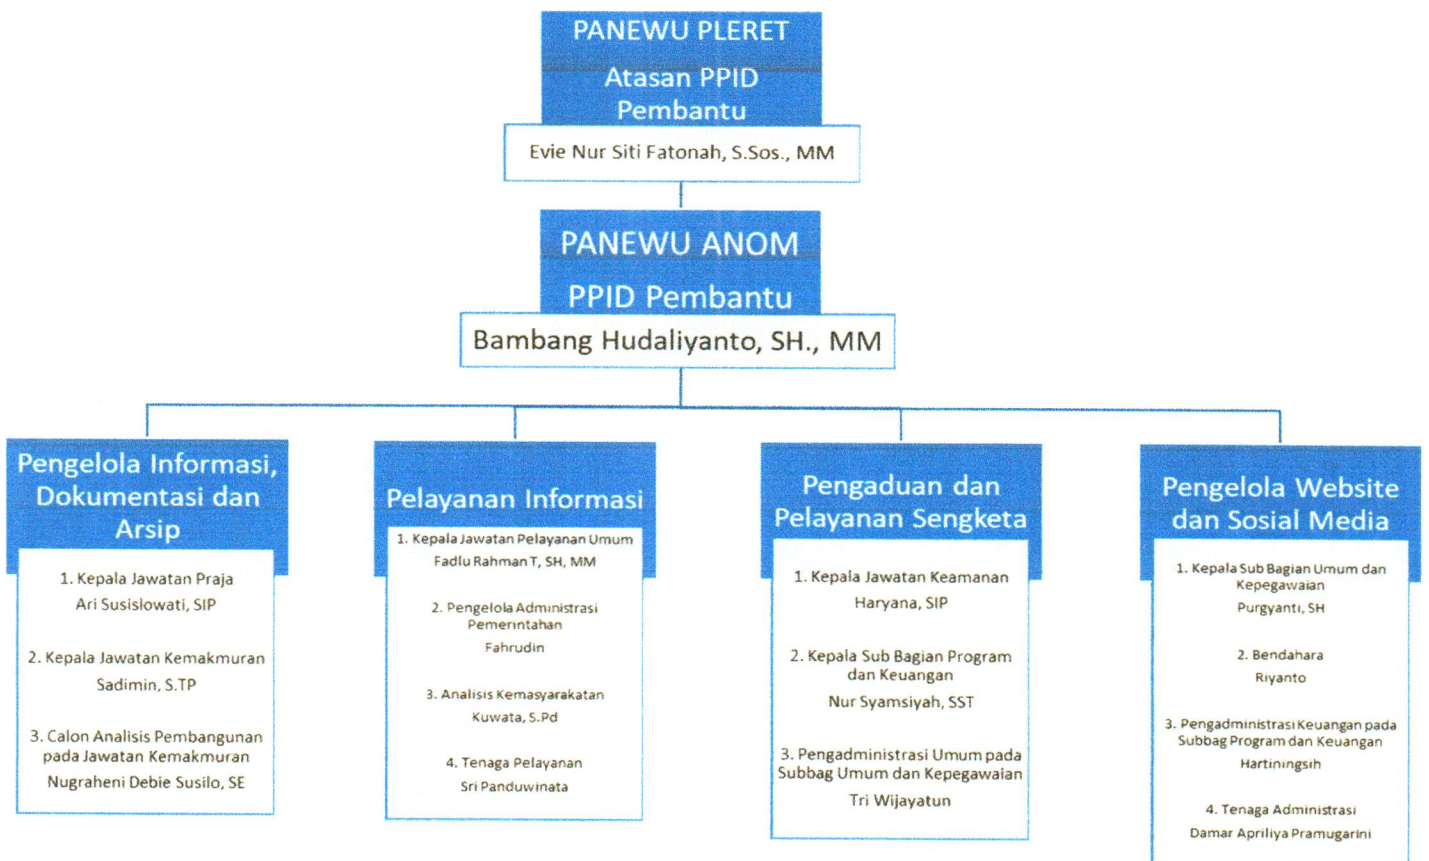 PANEWU PLERET
Atasan PPID
Pembantu
Evie Nur Siti Fatonah, S.Sos., MM
PANEWU ANOM
PPID Pembantu
Bambang Hudaliyanto, SH., MM
Pengelola Informasi,
Dokumentasi dan
Arsip
1. Kepala Jawatan Praja
Ari Susislowati, SIP
2. Kepala Jawatan Kemakmuran
Sadimin, S.TP
3. Calon Analisis Pembangunan
pada Jawatan Kemakmuran
Nugraheni Debie Susilo, SE
Pelayanan Informasi
1. Kepala Jawatan Pelayanan Umum
Fadlu Rahman T, SH, MM
2. Pengelola Administrasi
Pemerintahan
Fahrudin
3. Analisis Kemasyarakatan
Kuwata, S.Pd
4. Tenaga Pelayanan
Sri Panduwinata
Pengaduan dan
Pelayanan Sengketa
1. Kepala Jawatan Keamanan
Haryana, SIP
2. Kepala Sub Bagian Program
dan Keuangan
Nur Syamsiyah, SST
3. Pengadministrasi Umum pada
Subbag Umum dan Kepegawaian
Tri Wijayatun
Pengelola Website
dan Sosial Media
1. Kepala Sub Bagian Umum dan
Kepegawaian
Purgyanti, SH
2. Bendahara
Riyanto
3. Pengadministrasi Keuangan pada
Subbag Program dan Keuangan
Hartiningsih
4. Tenaga Administrasi
Damar Apriliya Pramugarini